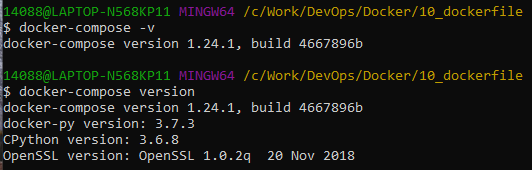 14088@LAPTOP-N568KP11 MINGW64 /c/Work/DevOps/Docker/10_dockerfile
$ docker-compose -v
docker-compose version 1.24.1, build 4667896b
14088@LAPTOP-N568KP11 MINGW64 /c/Work/DevOps/Docker/10_dockerfile
$ docker-compose version
docker-compose version 1.24.1, build 4667896b
docker-py version: 3.7.3
CPython version: 3.6.8
OpenSSL version: OpenSSL 1.0.2q  20 Nov 2018